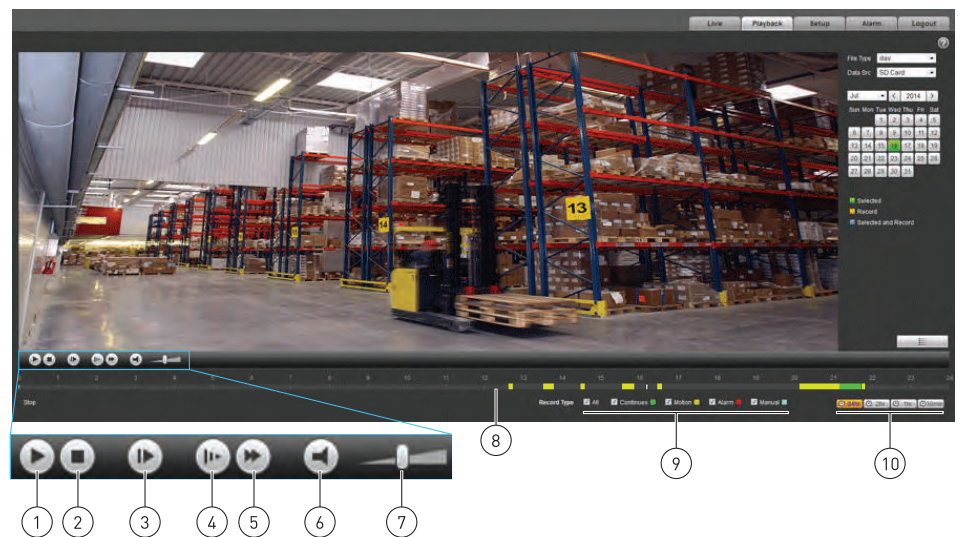 Live Playback Setup Alarm Logout
?
File Type dav
Data Src SD Card
Jul < 2014 >
Sun Mon Tue Wed Thu Fri Sat
1 2 3 4 5
6 7 8 9 10 11 12
13 14 15 16 17 18 19
20 21 22 23 24 25 26
27 28 29 30 31
Selected
Record
Selected and Record
13
14
0 1 2 3 4 5 6 7 8 9 10 11 12 13 14 15 16 17 18 19 20 21 22 23 24
Stop
Record Type All Continues Motion Alarm Manual
24hr 2hr 1hr 30min
8
9
10
1 2 3 4 5 6 7